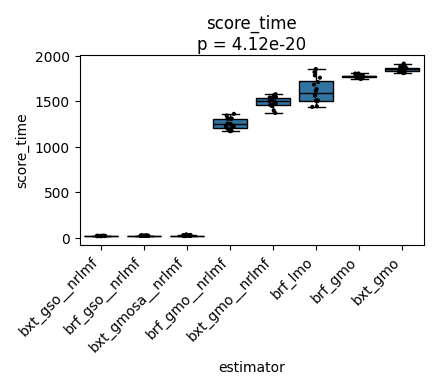 score_time
p = 4.12e-20
score_time
2000
1500
1000
500
0
bxt_gso__nrlmf
brf_gso__nrlmf
bxt_gmosa__nrlmf
brf_gmo__nrlmf
bxt_gmo__nrlmf
brf_lmo
brf_gmo
bxt_gmo
estimator